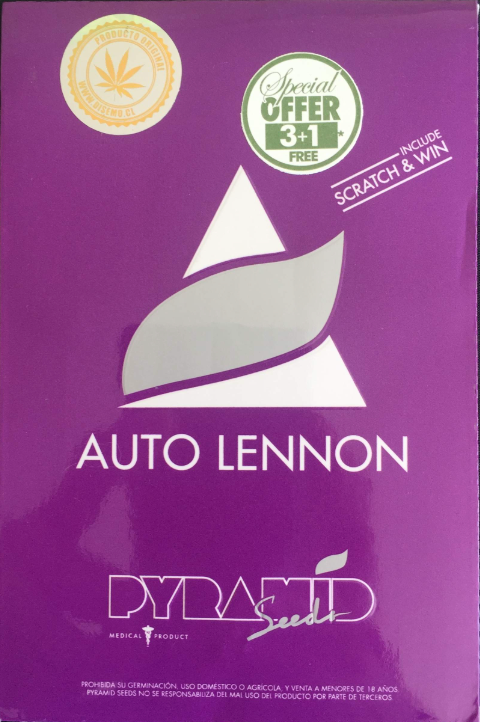 PRODUCTO ORIGINAL
Special
OFFER
3+1*
FREE
INCLUDE
SCRATCH & WIN
AUTO LENNON
PYRAMID
Seeds
MEDICAL PRODUCT
PROHIBIDA SU GERMINACIÓN, USO DOMÉSTICO O AGRÍCOLA, Y VENTA A MENORES DE 18 AÑOS.
PYRAMID SEEDS NO SE RESPONSABILIZA DEL MAL USO DEL PRODUCTO POR PARTE DE TERCEROS.